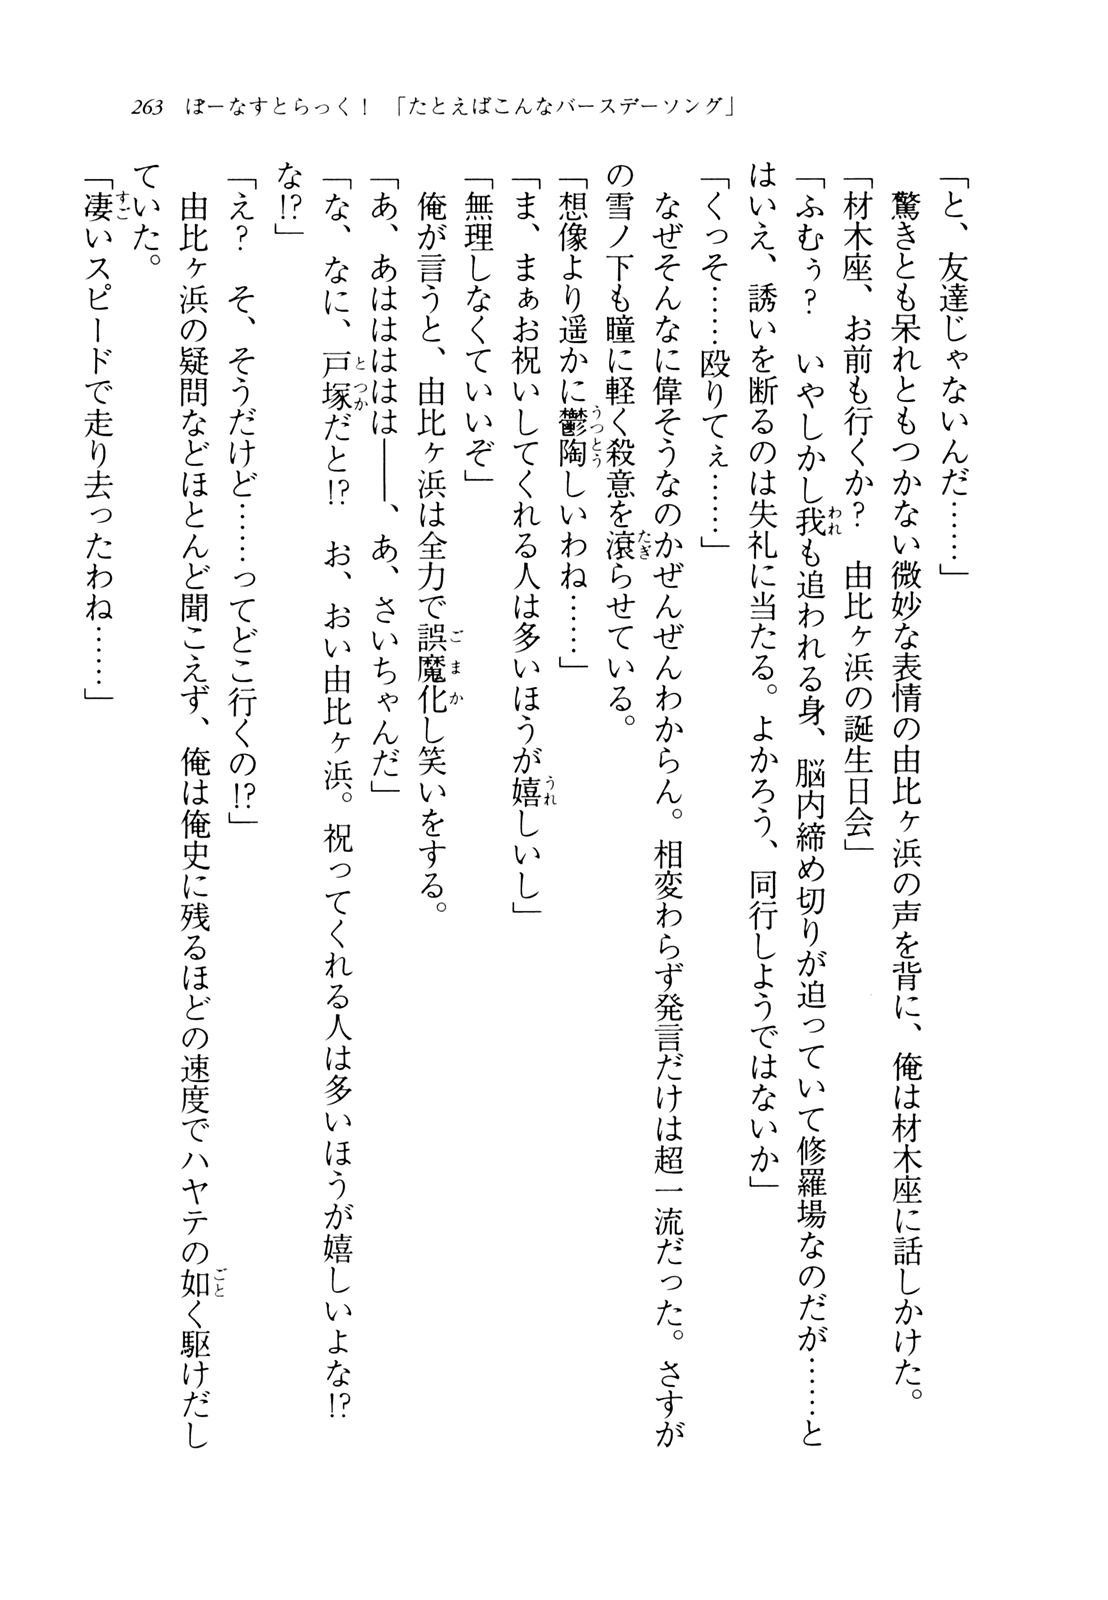 263 ぼーなすとらっく！ 「たとえばこんなバースデーソング」
「と、友達じゃないんだ……」
　驚きとも呆れともつかない微妙な表情の由比ヶ浜の声を背に、俺は材木座に話しかけた。
「材木座、お前も行くか？　由比ヶ浜の誕生日会」
「ふむぅ？　いやしかし我も追われる身、脳内締め切りが迫っていて修羅場なのだが……と
はいえ、誘いを断るのは失礼に当たる。よかろう、同行しようではないか」
「くっそ……殴りてぇ……」
　なぜそんなに偉そうなのかぜんぜんわからん。相変わらず発言だけは超一流だった。さすが
の雪ノ下も瞳に軽く殺意を滾らせている。
「想像より遥かに鬱陶しいわね……」
「ま、まぁお祝いしてくれる人は多いほうが嬉しいし」
「無理しなくていいぞ」
　俺が言うと、由比ヶ浜は全力で誤魔化し笑いをする。
「あ、あはははは――、あ、さいちゃんだ」
「な、なに、戸塚だと!?　お、おい由比ヶ浜。祝ってくれる人は多いほうが嬉しいよな!?
な!?」
「え？　そ、そうだけど……ってどこ行くの!?」
　由比ヶ浜の疑問などほとんど聞こえず、俺は俺史に残るほどの速度でハヤテの如く駆けだし
ていた。
「凄いスピードで走り去ったわね……」